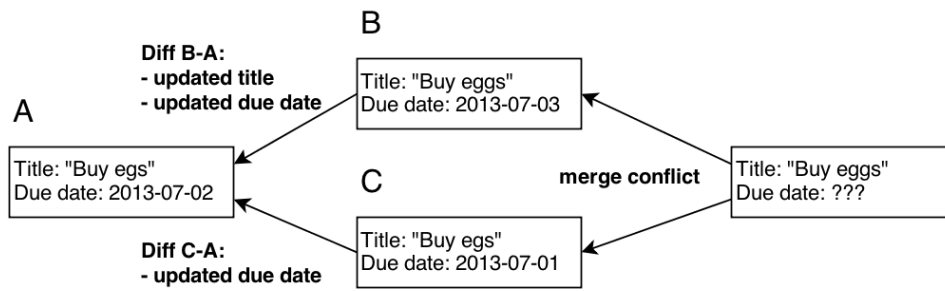 B
Diff B-A:
- updated title
- updated due date
Title: "Buy eggs"
Due date: 2013-07-03
A
Title: "Buy egs"
Due date: 2013-07-02
C
merge conflict
Title: "Buy eggs"
Due date: ???
Title: "Buy egs"
Due date: 2013-07-01
Diff C-A:
- updated due date